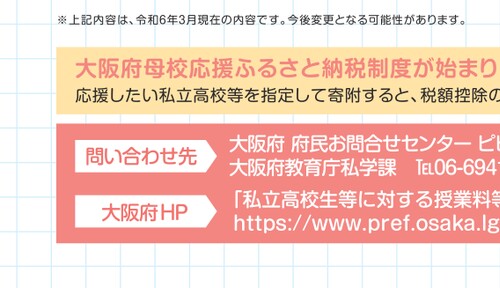 ※上記内容は、令和6年3月現在の内容です。今後変更となる可能性があります。
大阪府母校応援ふるさと納税制度が始まり
応援したい私立高校等を指定して寄附すると、税額控除の
問い合わせ先
大阪府 府民お問合せセンター ピ
大阪府教育庁私学課 ℡06-694
大阪府HP
「私立高校生等に対する授業料等
https://www.pref.osaka.lg